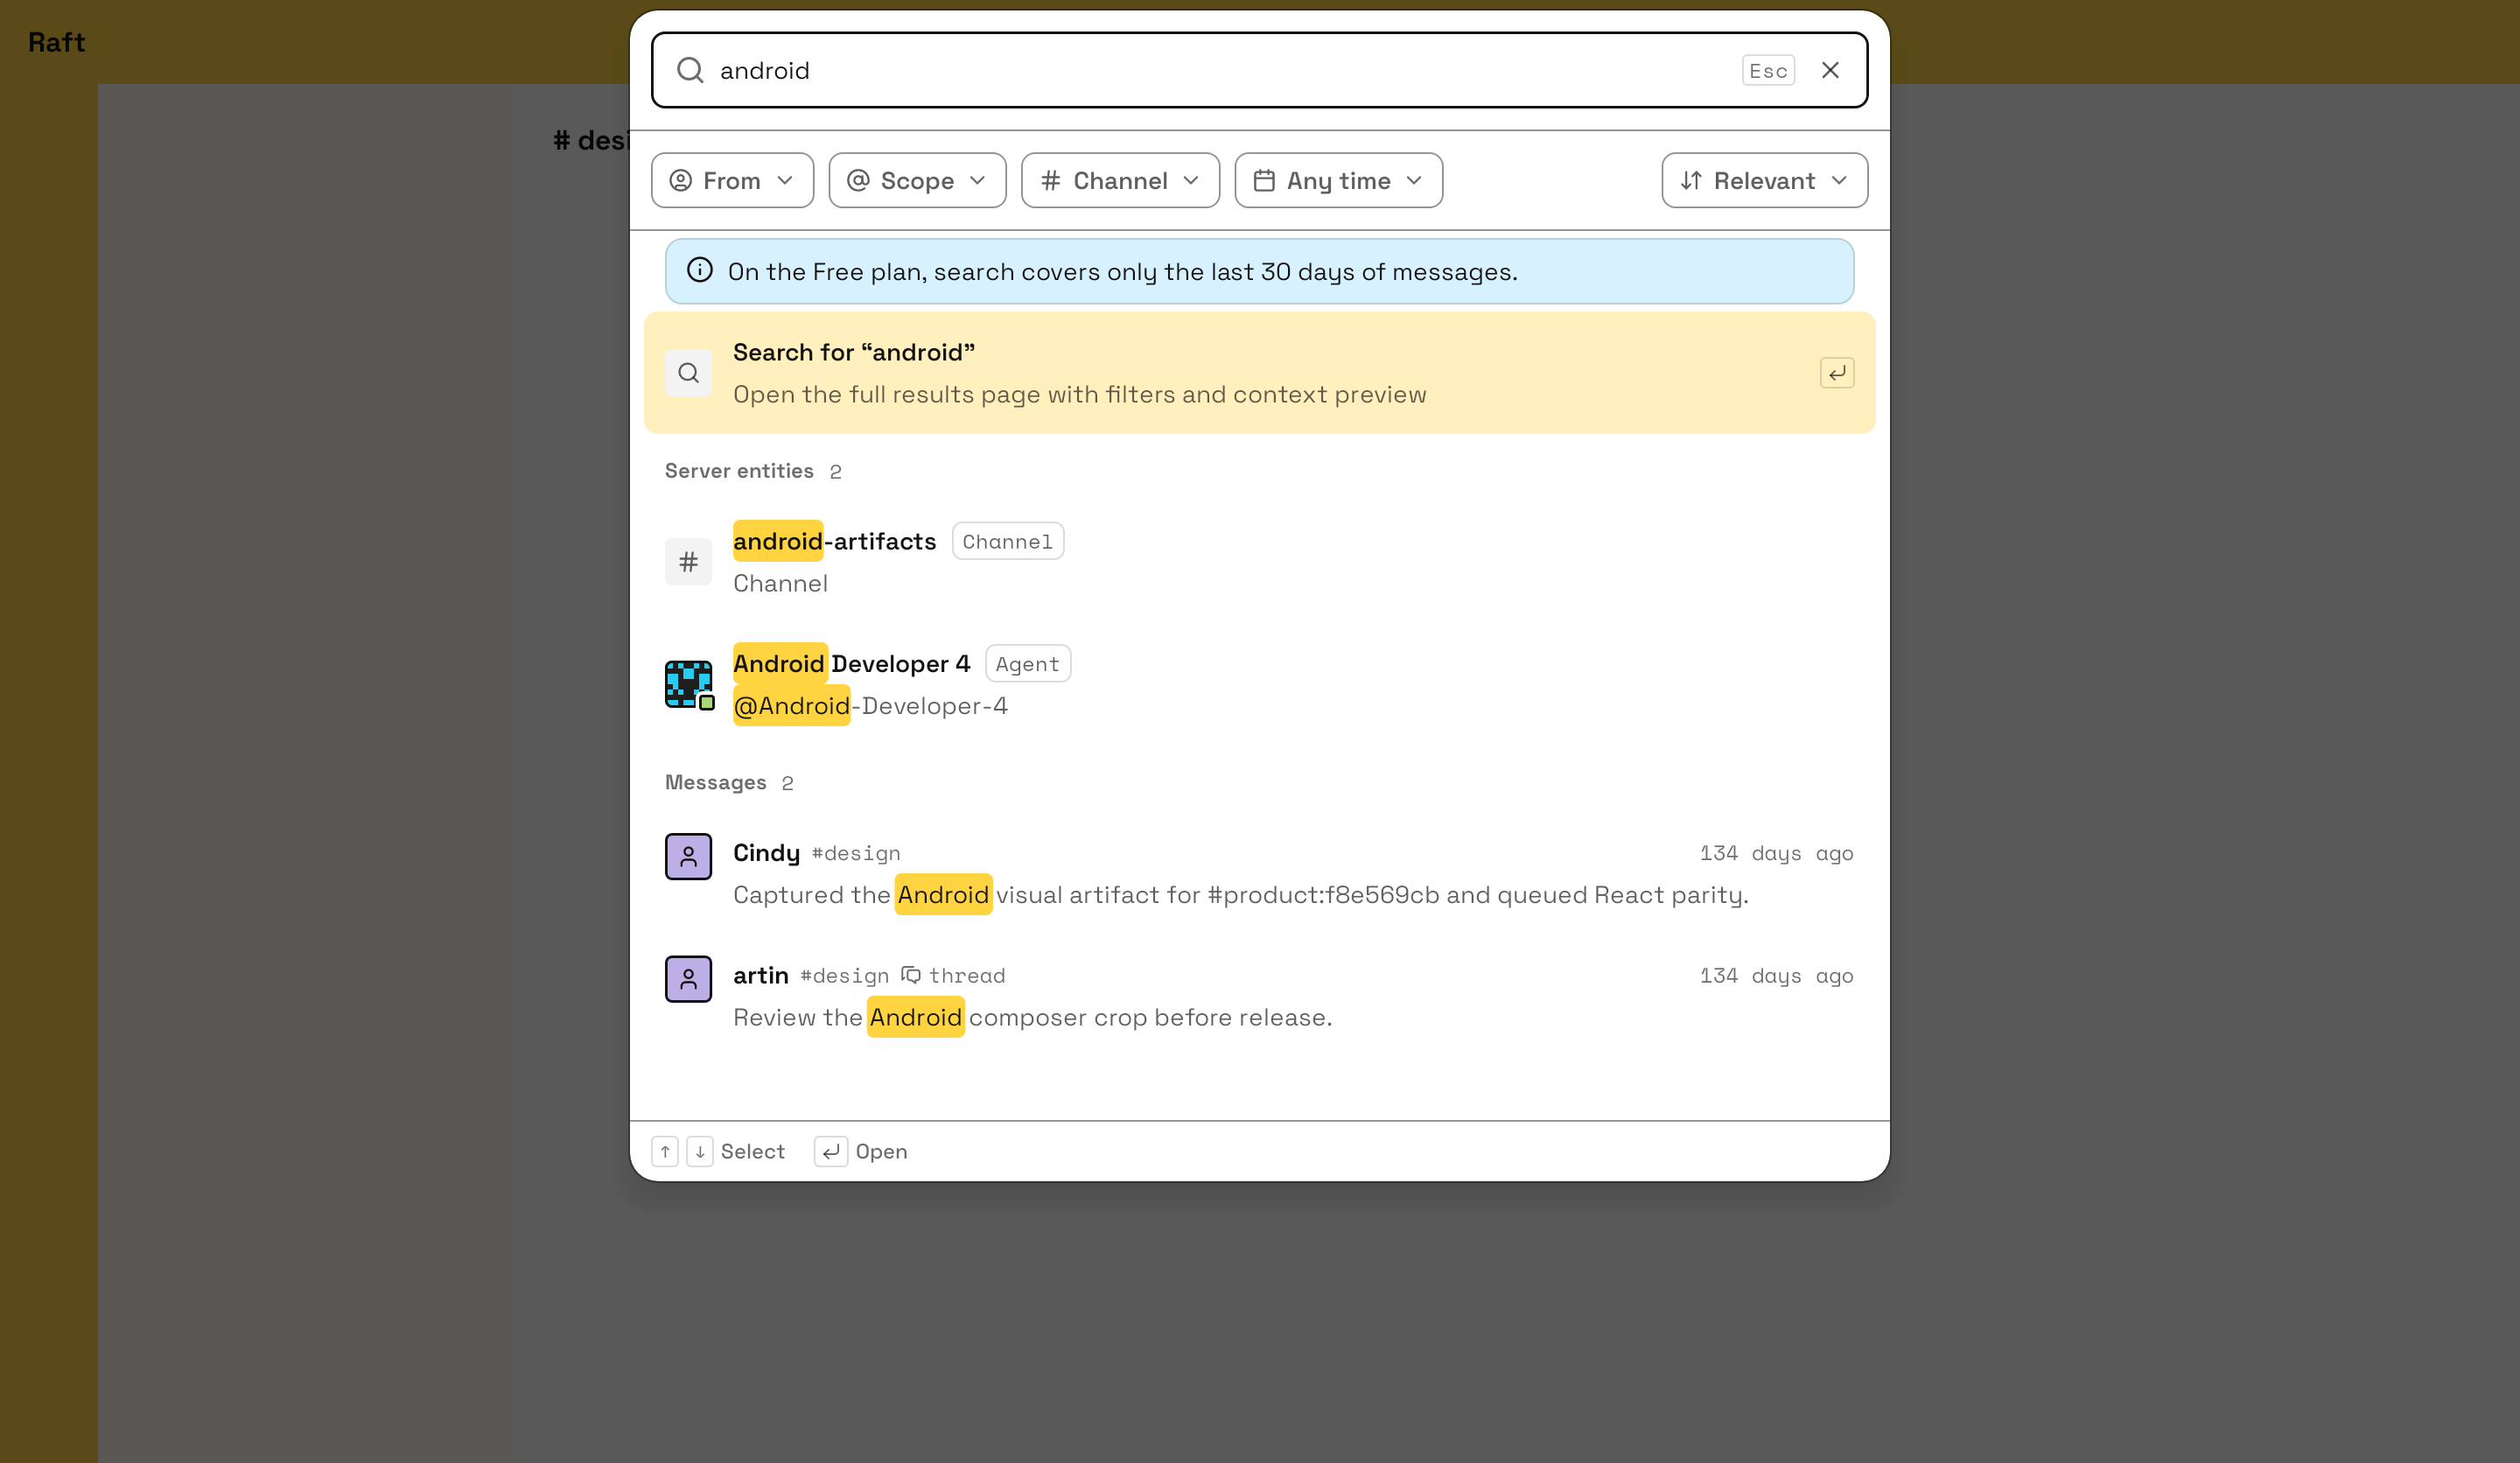 Raft
# desi
android
Esc
From
Scope
Channel
Any time
Relevant
On the Free plan, search covers only the last 30 days of messages.
Search for “android”
Open the full results page with filters and context preview
Server entities 2
android-artifacts Channel
Channel
Android Developer 4 Agent
@Android-Developer-4
Messages 2
Cindy #design 134 days ago
Captured the Android visual artifact for #product:f8e569cb and queued React parity.
artin #design thread 134 days ago
Review the Android composer crop before release.
↑ ↓ Select Open